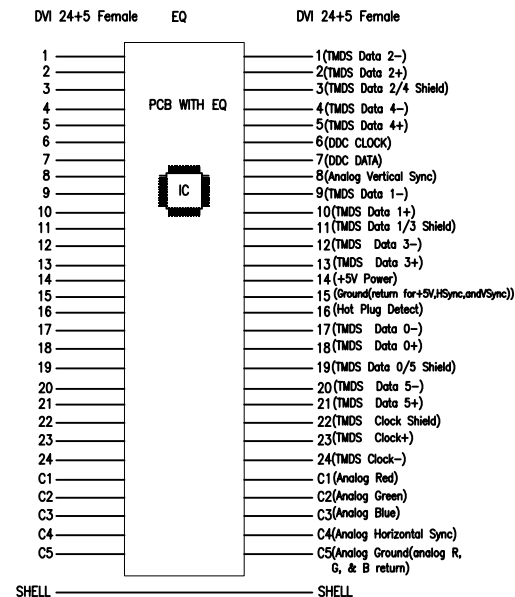 DVI 24+5 Female EQ DVI 24+5 Female
1 1(TMDS Data 2-)
2 2(TMDS Data 2+)
3 3(TMDS Data 2/4 Shield)
PCB WITH EQ
4 4(TMDS Data 4-)
5 5(TMDS Data 4+)
6 6(DDC CLOCK)
7 7(DDC DATA)
8 8(Analog Vertical Sync)
IC
9 9(TMDS Data 1-)
10 10(TMDS Data 1+)
11 11(TMDS Data 1/3 Shield)
12 12(TMDS Data 3-)
13 13(TMDS Data 3+)
14 14(+5V Power)
15 15(Ground(return for+5V,HSync,andVSync))
16 16(Hot Plug Detect)
17 17(TMDS Data 0-)
18 18(TMDS Data 0+)
19 19(TMDS Data 0/5 Shield)
20 20(TMDS Data 5-)
21 21(TMDS Data 5+)
22 22(TMDS Clock Shield)
23 23(TMDS Clock+)
24 24(TMDS Clock-)
C1 C1(Analog Red)
C2 C2(Analog Green)
C3 C3(Analog Blue)
C4 C4(Analog Horizontal Sync)
C5 C5(Analog Ground(analog R,
G, & B return)
SHELL SHELL